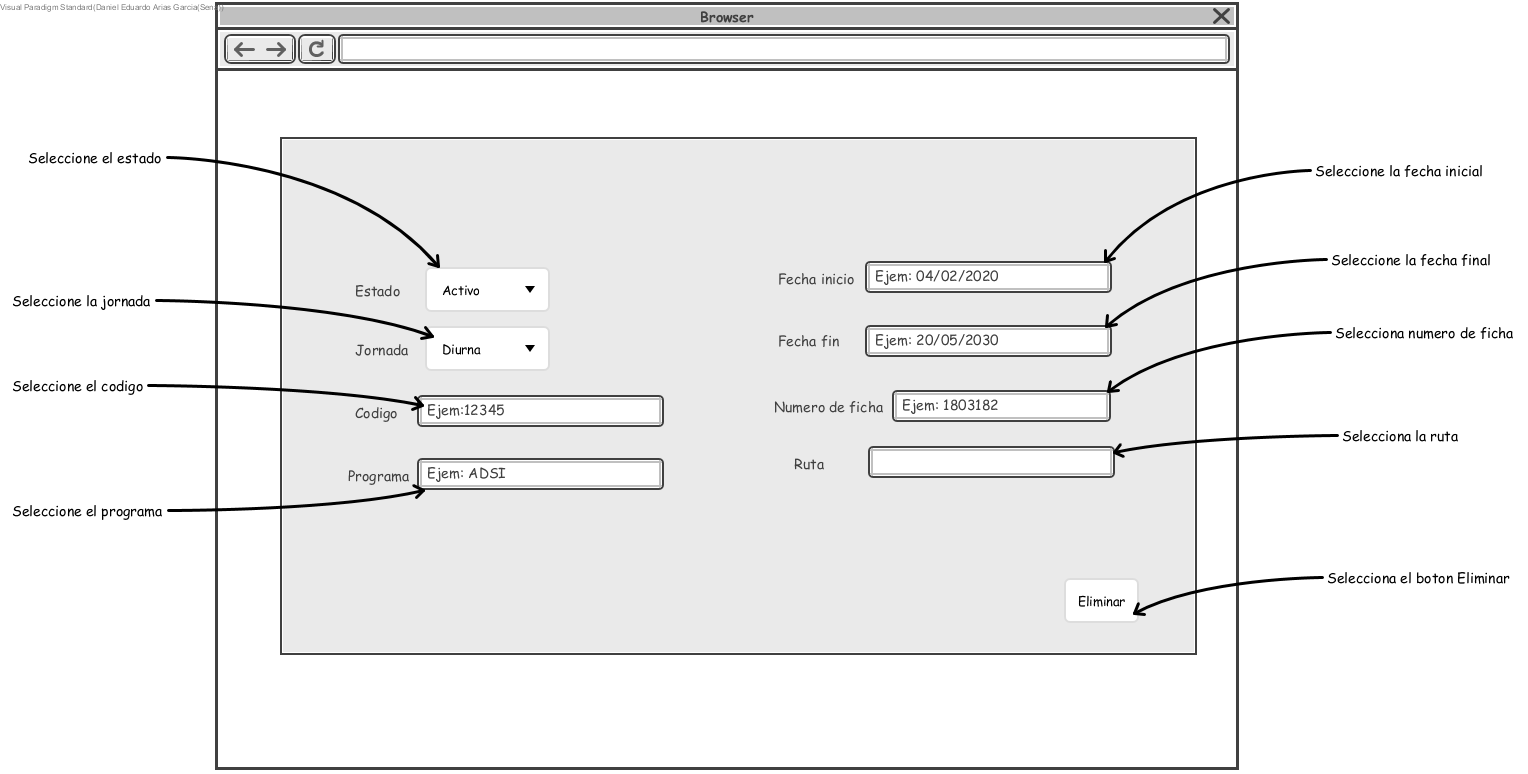 Visual Paradigm Standard(Daniel Eduardo Arias Garcia(Sena))
Browser
Seleccione el estado
Seleccione la fecha inicial
Seleccione la fecha final
Estado
Activo
Fecha inicio
Ejem: 04/02/2020
Seleccione la jornada
Jornada
Diurna
Fecha fin
Ejem: 20/05/2030
Selecciona numero de ficha
Seleccione el codigo
Codigo
Ejem:12345
Numero de ficha
Ejem: 1803182
Selecciona la ruta
Programa
Ejem: ADSI
Ruta
Seleccione el programa
Eliminar
Selecciona el boton Eliminar